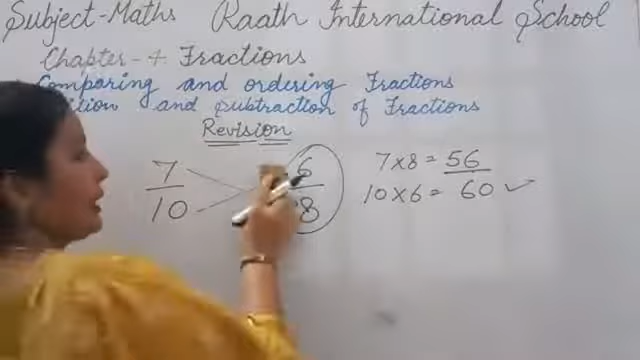 Subject-Maths Raath International School
Chapter-4 Fractions
Comparing and ordering Fractions
and Subtraction of Fractions
Revision
7/10 6/8
7×8=56
10×6=60 ✓